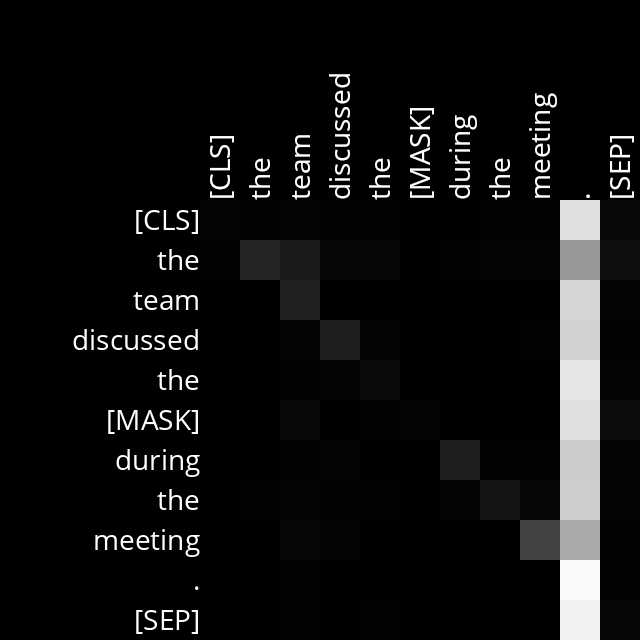 [CLS] the team discussed the [MASK] during the meeting . [SEP]
[CLS]
the
team
discussed
the
[MASK]
during
the
meeting
.
[SEP]